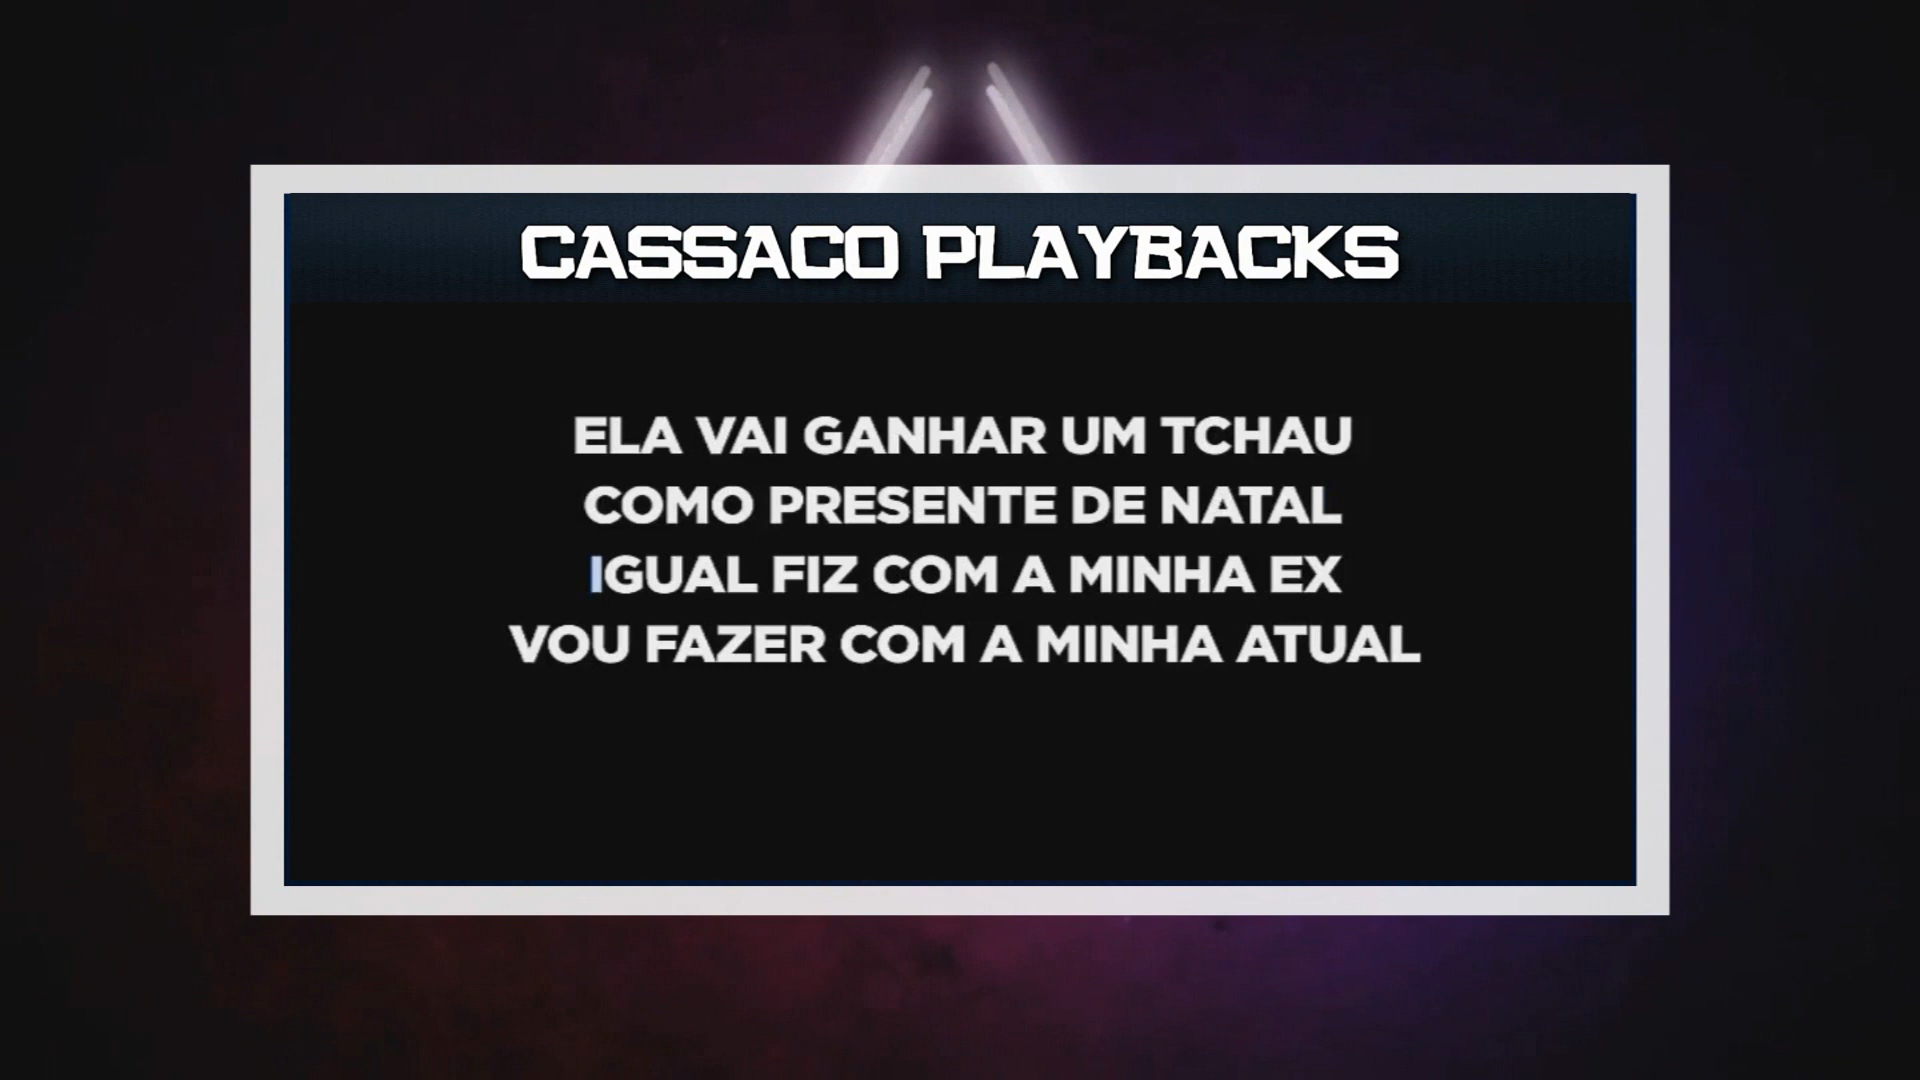 CASSACO PLAYBACKS
ELA VAI GANHAR UM TCHAU
COMO PRESENTE DE NATAL
IGUAL FIZ COM A MINHA EX
VOU FAZER COM A MINHA ATUAL